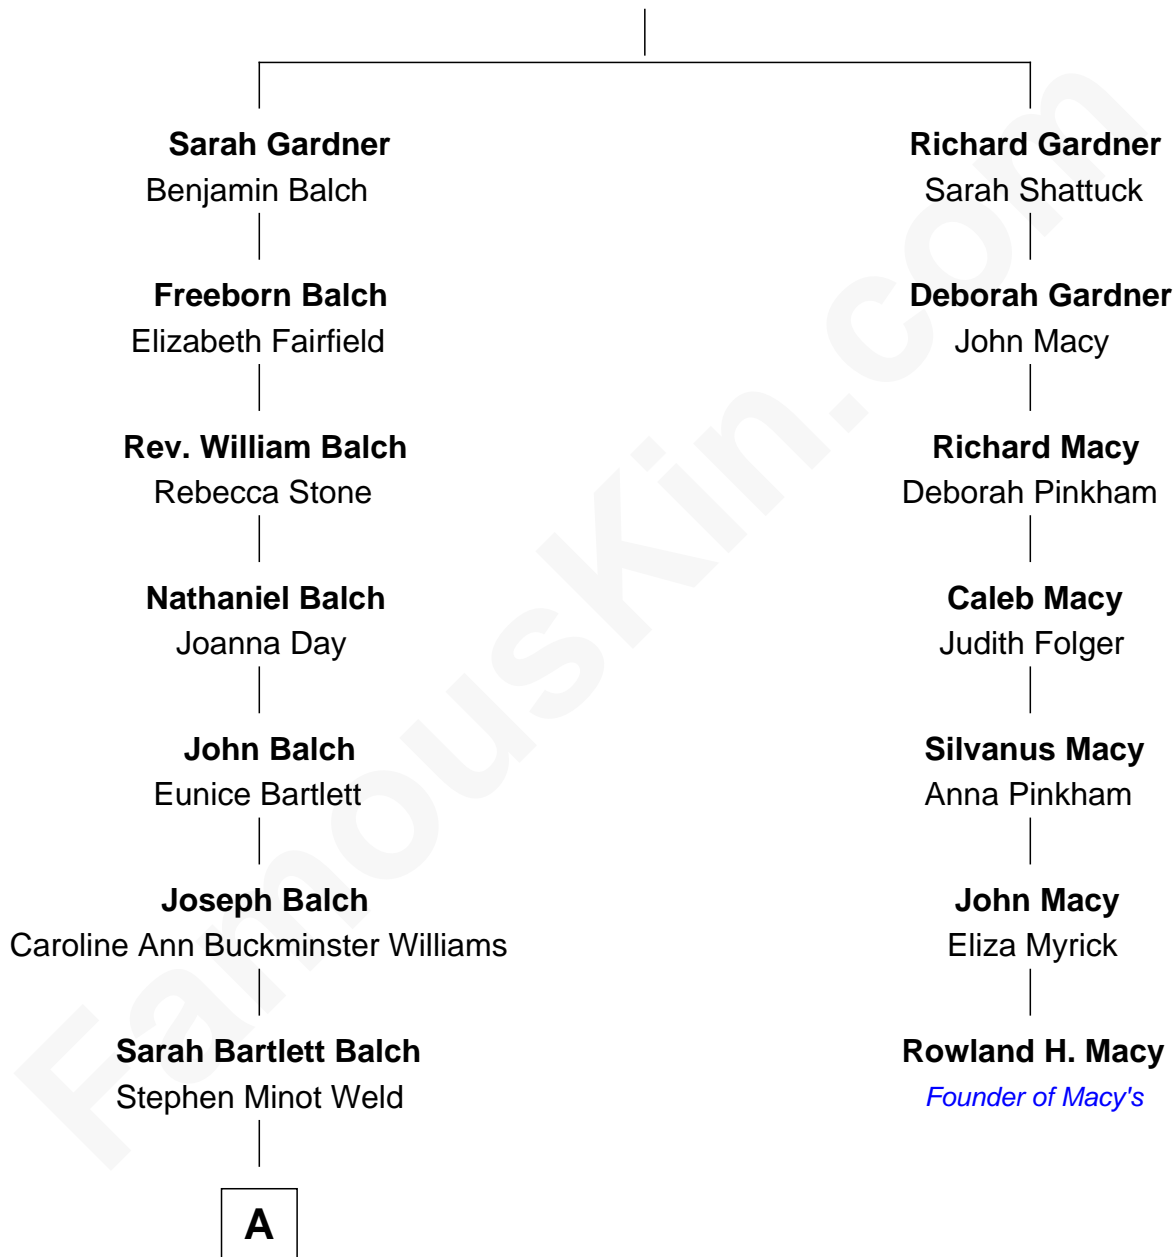 Sarah Gardner
Benjamin Balch
Freeborn Balch
Elizabeth Fairfield
Rev. William Balch
Rebecca Stone
Nathaniel Balch
Joanna Day
John Balch
Eunice Bartlett
Joseph Balch
Caroline Ann Buckminster Williams
Sarah Bartlett Balch
Stephen Minot Weld
A
Richard Gardner
Sarah Shattuck
Deborah Gardner
John Macy
Richard Macy
Deborah Pinkham
Caleb Macy
Judith Folger
Silvanus Macy
Anna Pinkham
John Macy
Eliza Myrick
Rowland H. Macy
Founder of Macy's
FamousKin.com